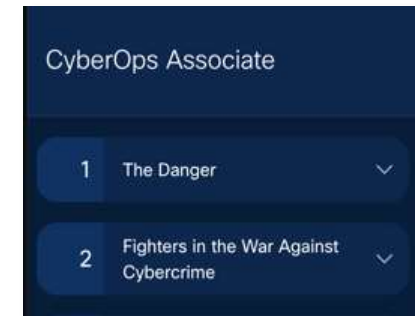 CyberOps Associate
1 The Danger
2 Fighters in the War Against
Cybercrime